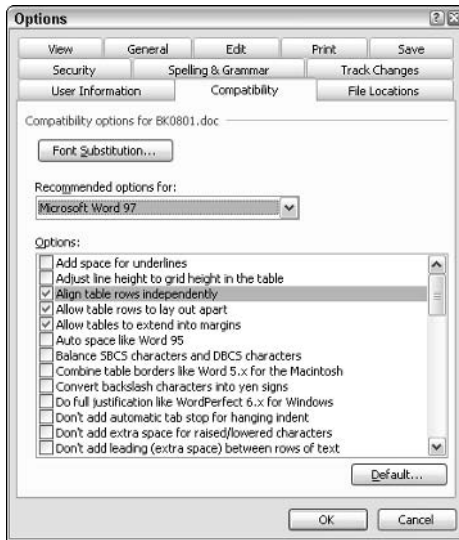 Options
View General Edit Print Save
Security Spelling & Grammar Track Changes
User Information Compatibility File Locations
Compatibility options for BK0801.doc
Font Substitution...
Recommended options for:
Microsoft Word 97
Options:
Add space for underlines
Adjust line height to grid height in the table
Align table rows independently
Allow table rows to lay out apart
Allow tables to extend into margins
Auto space like Word 95
Balance SBCS characters and DBCS characters
Combine table borders like Word 5.x for the Macintosh
Convert backslash characters into yen signs
Do full justification like WordPerfect 6.x for Windows
Don't add automatic tab stop for hanging indent
Don't add extra space for raised/lowered characters
Don't add leading (extra space) between rows of text
Default...
OK Cancel